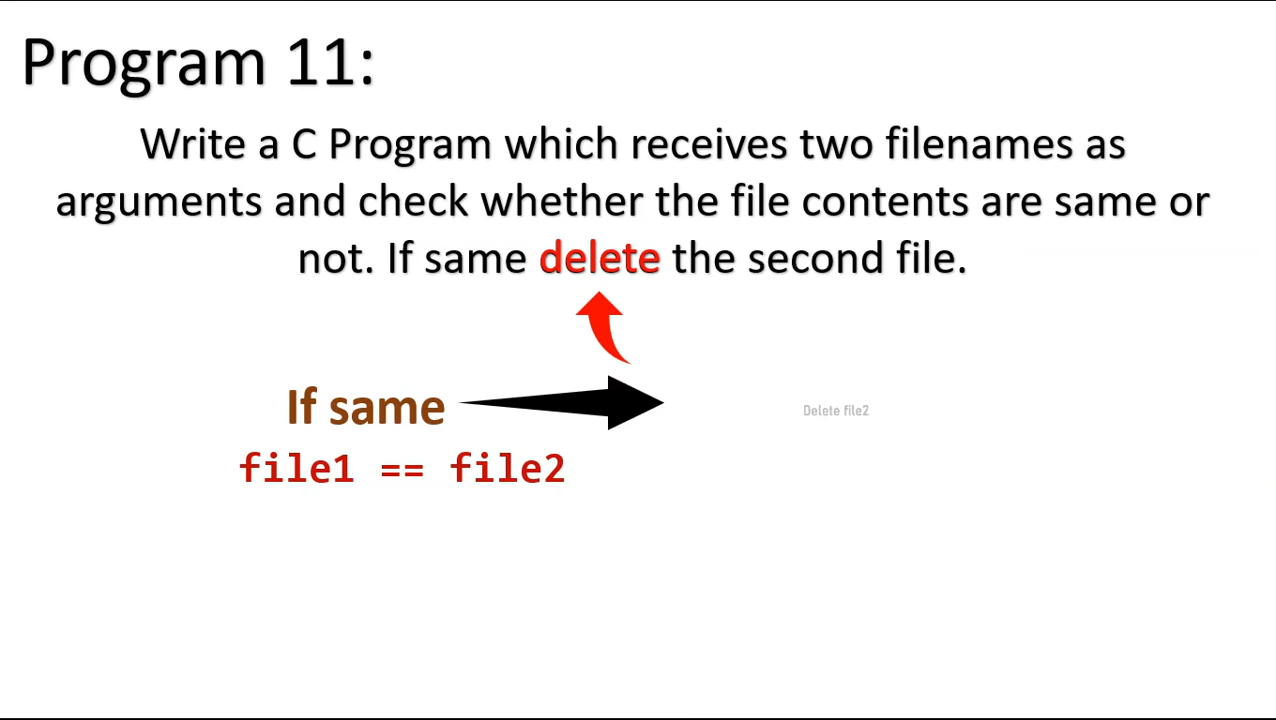 Program 11:
Write a C Program which receives two filenames as
arguments and check whether the file contents are same or
not. If same delete the second file.
If same
Delete file2
file1 == file2